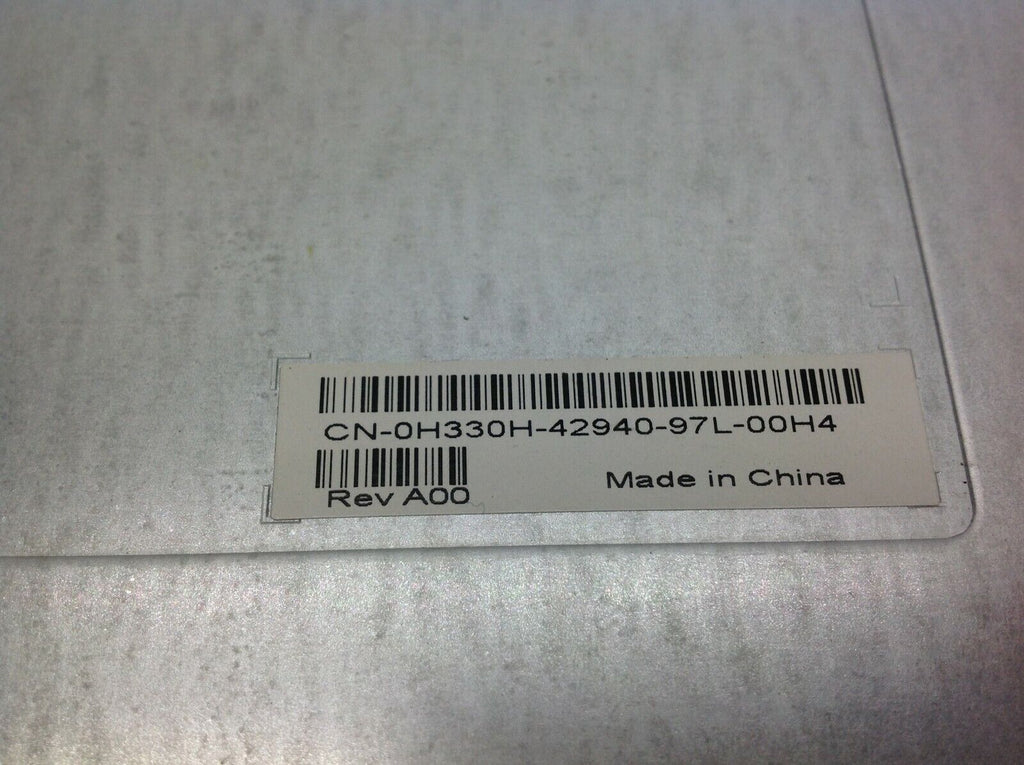 CN-0H330H-42940-97L-00H4
Rev A00
Made in China